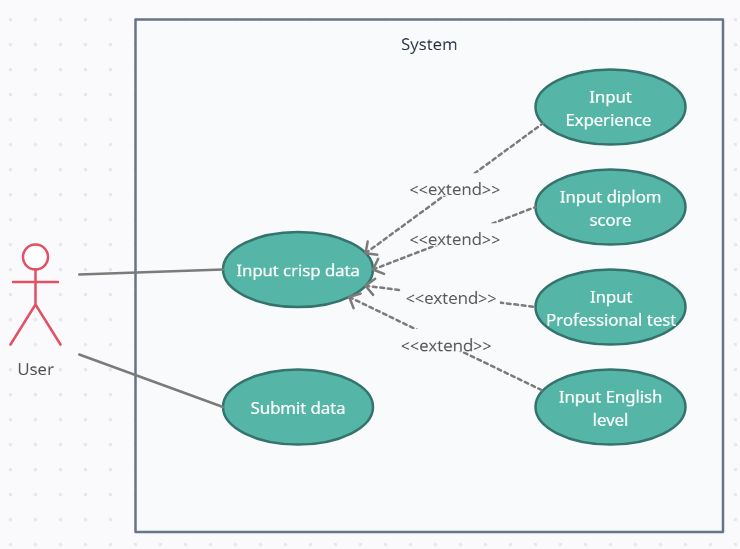 System
Input
Experience
<<extend>>
Input diplom
score
<<extend>>
Input crisp data
<<extend>>
Input
Professional test
<<extend>>
User
Input English
level
Submit data